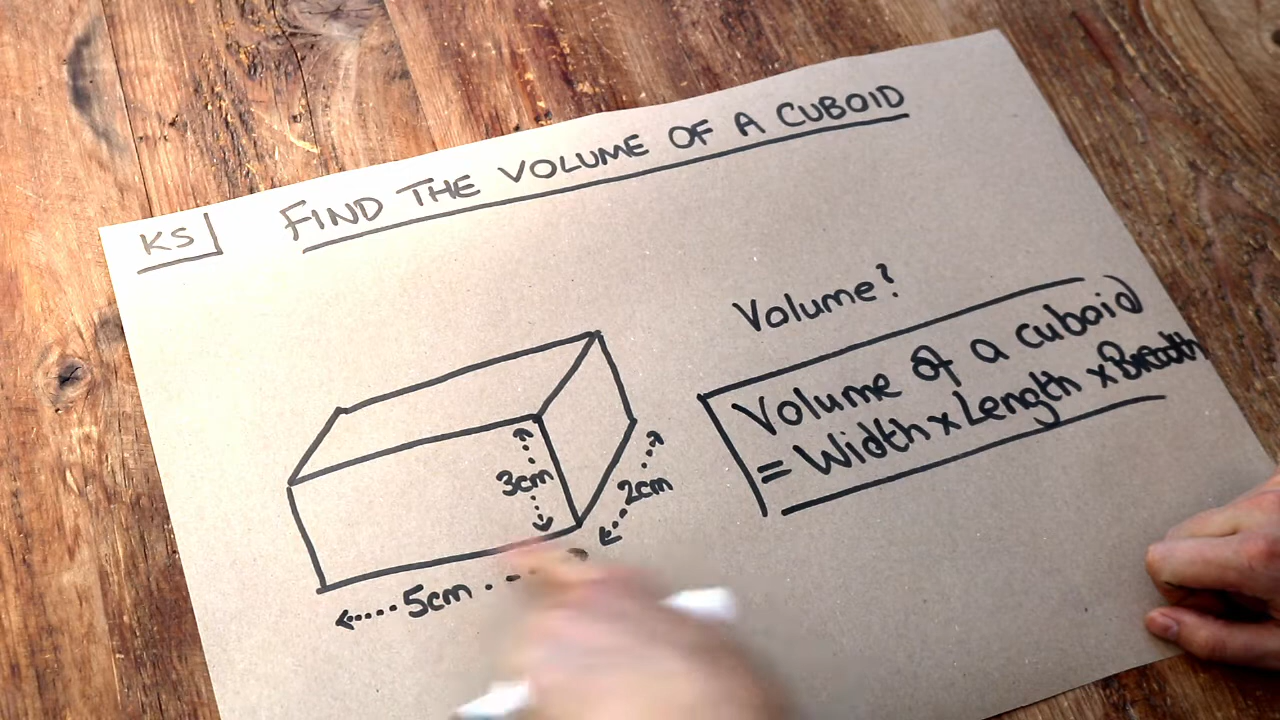 KS
FIND THE VOLUME OF A CUBOID
Volume?
Volume of a cuboid
= Width x Length x Breadth
3cm
2cm
5cm